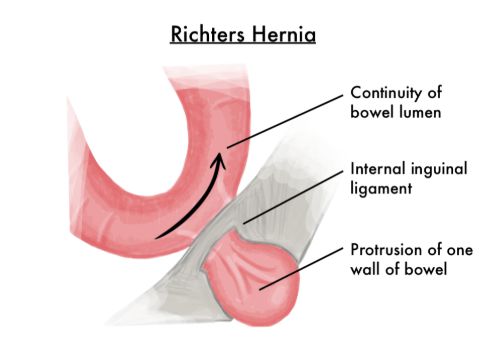 Richters Hernia
Continuity of
bowel lumen
Internal inguinal
ligament
Protrusion of one
wall of bowel